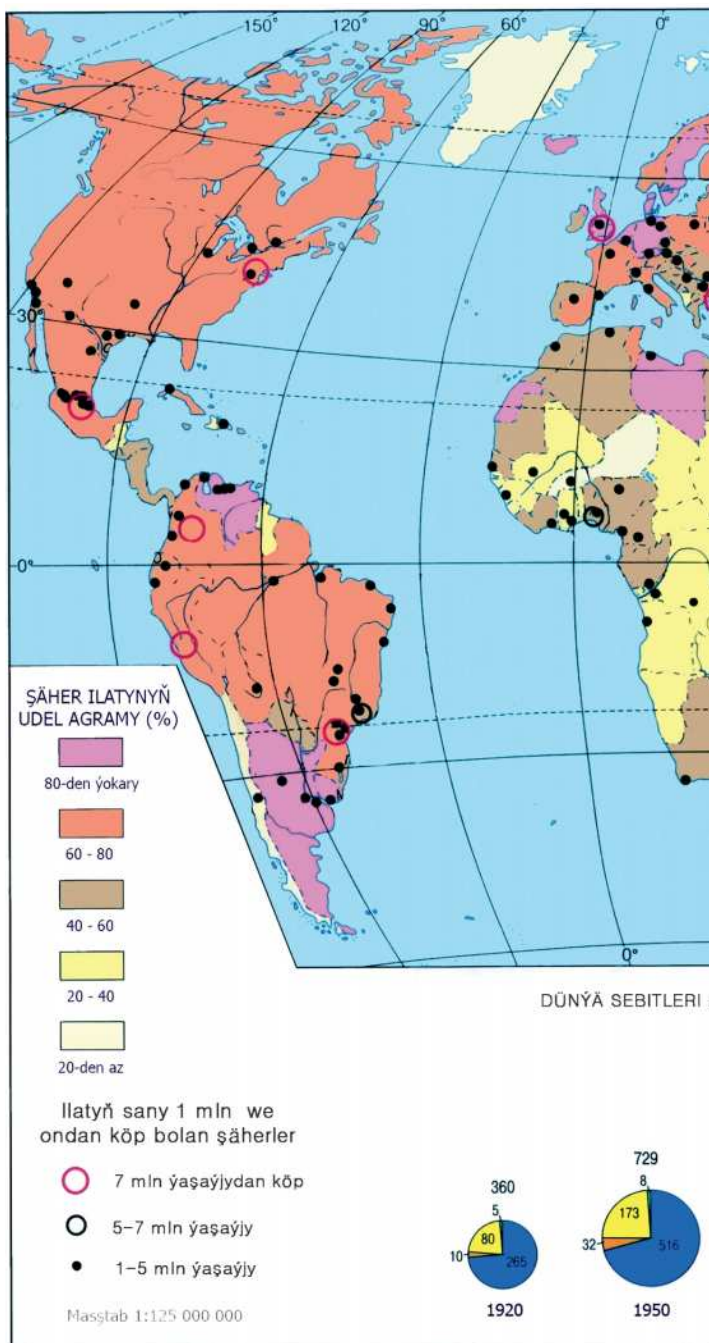 150°
120°
90°
60°
0°
30°
0°
ŞÄHER ILATYNYŇ
UDEL AGRAMY (%)
80-den ýokary
60 - 80
40 - 60
20 - 40
20-den az
0°
DÜNÝÄ SEBITLERI
Ilatyň sany 1 mln we
ondan köp bolan şäherler
7 mln ýaşaýjydan köp
5–7 mln ýaşaýjy
1–5 mln ýaşaýjy
Masştab 1:125 000 000
360
5
80
10
265
1920
729
8
173
32
516
1950